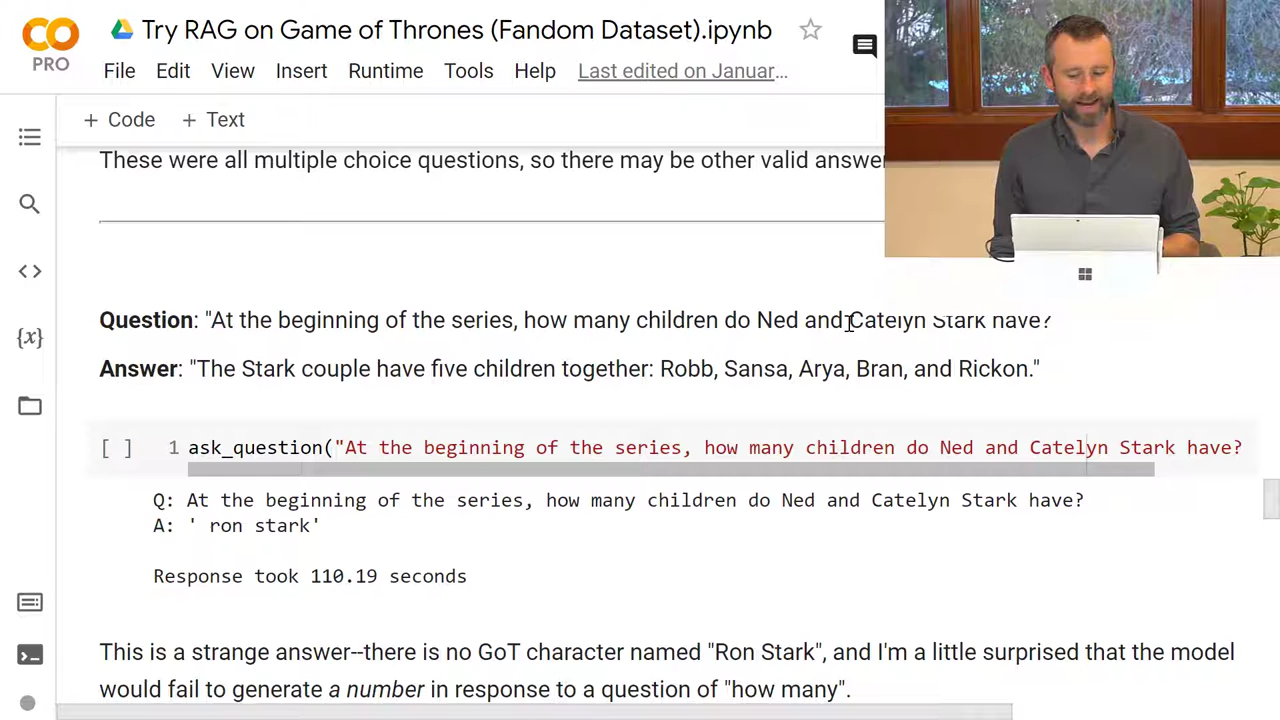 Try RAG on Game of Thrones (Fandom Dataset).ipynb
PRO
File Edit View Insert Runtime Tools Help Last edited on Januar…
+ Code + Text
These were all multiple choice questions, so there may be other valid answer
Question: "At the beginning of the series, how many children do Ned and Catelyn Stark have?
Answer: "The Stark couple have five children together: Robb, Sansa, Arya, Bran, and Rickon."
[ ] 1 ask_question("At the beginning of the series, how many children do Ned and Catelyn Stark have?
Q: At the beginning of the series, how many children do Ned and Catelyn Stark have?
A: ' ron stark'
Response took 110.19 seconds
This is a strange answer--there is no GoT character named "Ron Stark", and I'm a little surprised that the model
would fail to generate a number in response to a question of "how many".
{x}